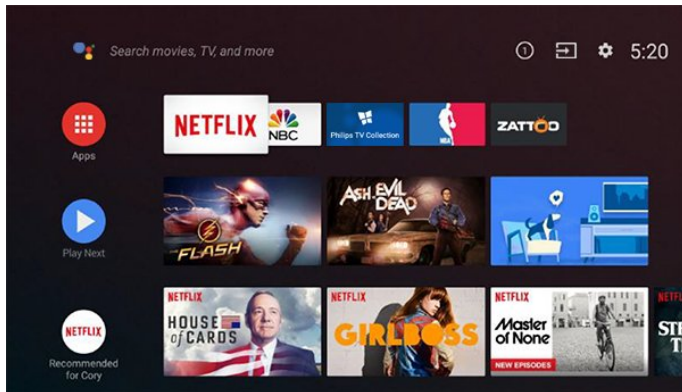 Search movies, TV, and more
1
5:20
Apps
NETFLIX
NBC
Philips TV Collection
NBA
ZATTOO
Play Next
THE FLASH
ASH VS EVIL DEAD
NETFLIX
Recommended
for Cory
NETFLIX
HOUSE
of CARDS
NETFLIX
GIRLBOSS
NETFLIX
Master
of None
NEW EPISODES